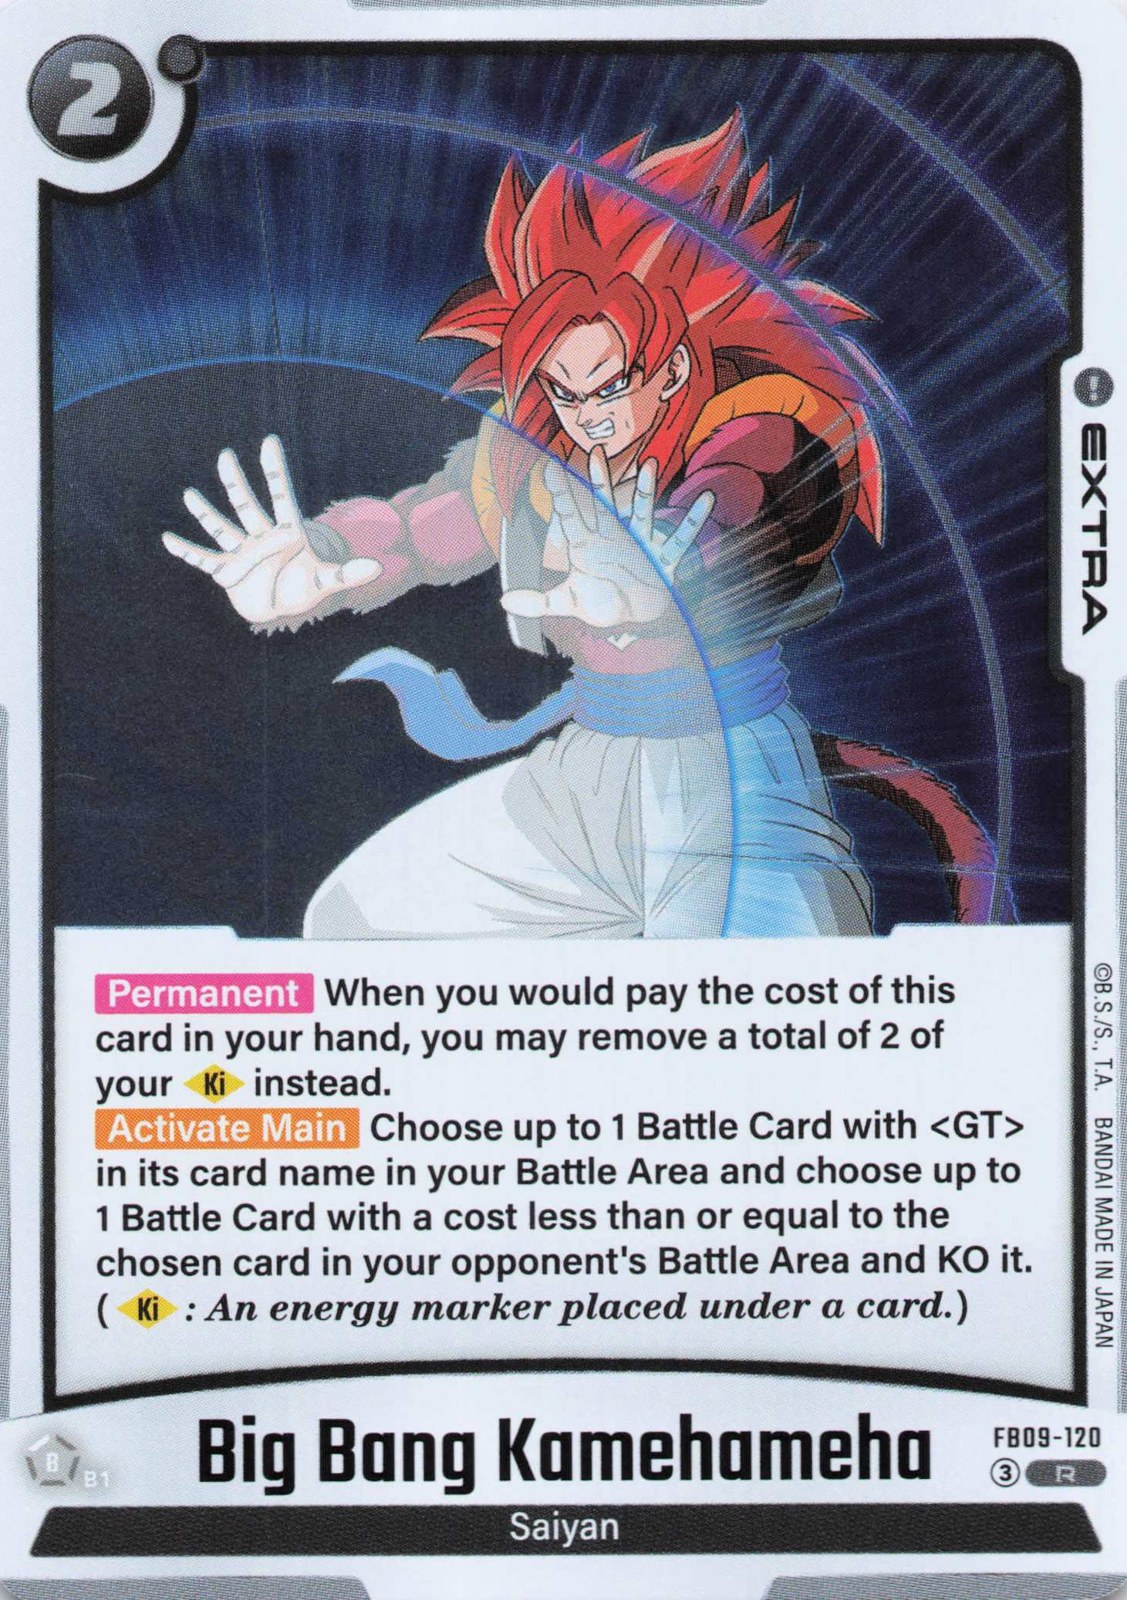 2
! EXTRA
Permanent When you would pay the cost of this
card in your hand, you may remove a total of 2 of
your Ki instead.
Activate Main Choose up to 1 Battle Card with <GT>
in its card name in your Battle Area and choose up to
1 Battle Card with a cost less than or equal to the
chosen card in your opponent's Battle Area and KO it.
( Ki : An energy marker placed under a card.)
©B.S./S., T.A. BANDAI MADE IN JAPAN
B B1
Big Bang Kamehameha
FB09-120
3 R
Saiyan